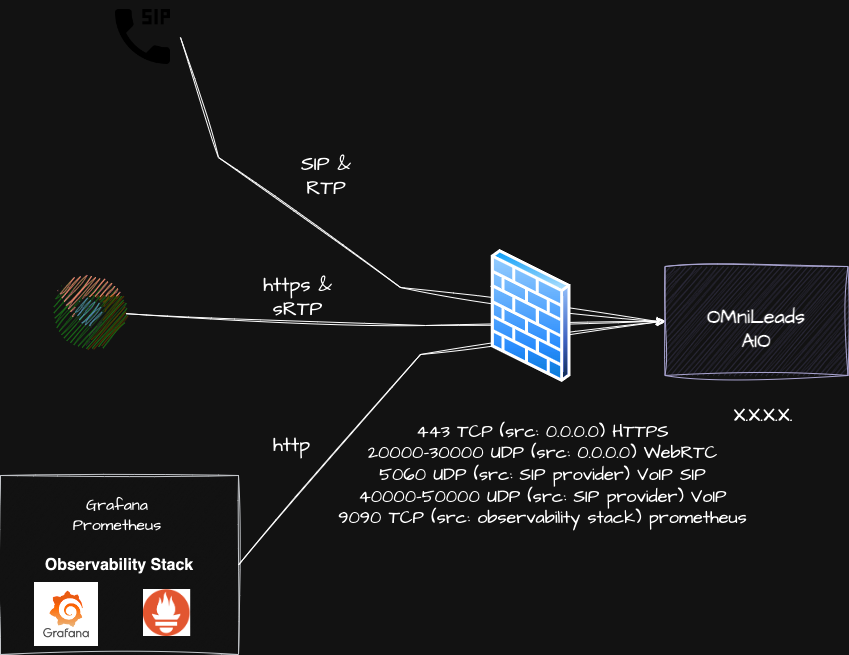 SIP
SIP &
RTP
https &
sRTP
OMniLeads
AIO
X.X.X.X.
http
443 TCP (src: 0.0.0.0) HTTPS
20000-30000 UDP (src: 0.0.0.0) WebRTC
5060 UDP (src: SIP provider) VoIP SIP
40000-50000 UDP (src: SIP provider) VoIP
9090 TCP (src: observability stack) prometheus
Grafana
Prometheus
Observability Stack
Grafana